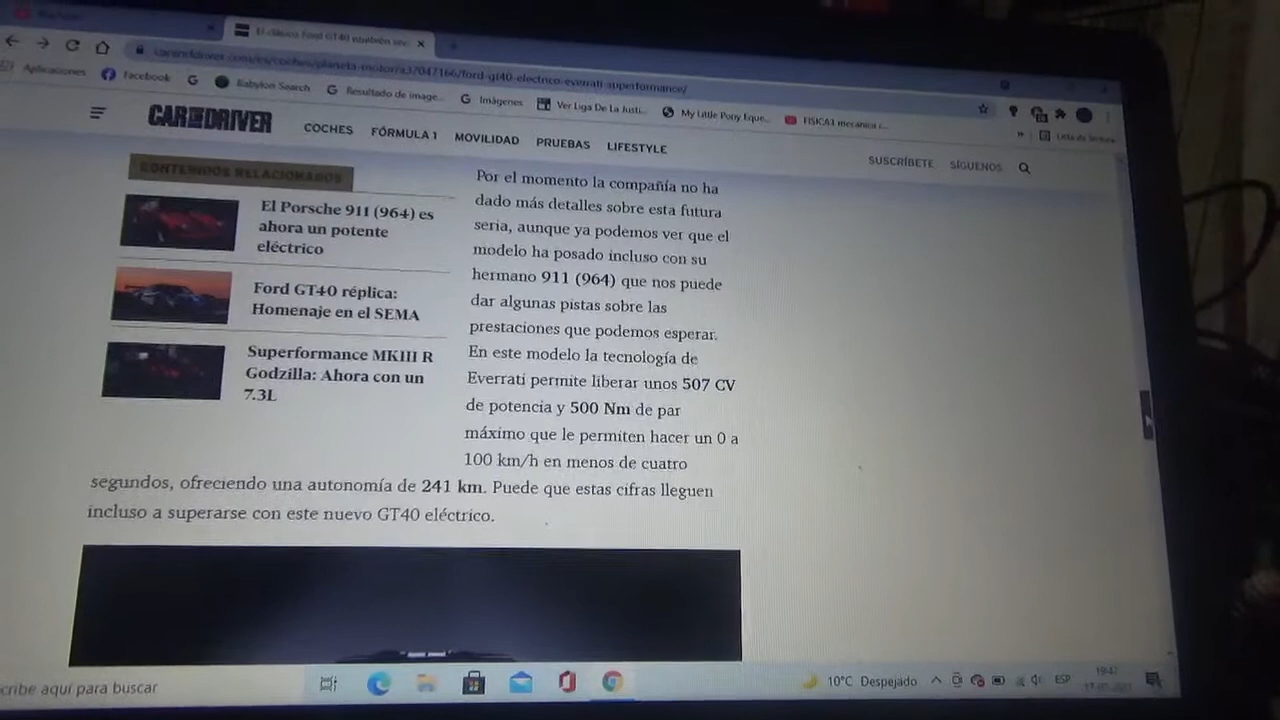 El clásico Ford GT40 también
caranddriver.com/es/coches/planeta-motor/a37047166/ford-gt40-electrico-everrati-superformance/
Aplicaciones
Facebook
Babylon Search
Resultado de image...
Imágenes
Ver Liga De La Justi...
My Little Pony Eque...
FISICA1 mecanica c...
Lista de lectura
CAR AND DRIVER
COCHES
FÓRMULA 1
MOVILIDAD
PRUEBAS
LIFESTYLE
SUSCRÍBETE
SÍGUENOS
CONTENIDOS RELACIONADOS
El Porsche 911 (964) es
ahora un potente
eléctrico
Ford GT40 réplica:
Homenaje en el SEMA
Superformance MKIII R
Godzilla: Ahora con un
7.3L
Por el momento la compañía no ha
dado más detalles sobre esta futura
seria, aunque ya podemos ver que el
modelo ha posado incluso con su
hermano 911 (964) que nos puede
dar algunas pistas sobre las
prestaciones que podemos esperar.
En este modelo la tecnología de
Everrati permite liberar unos 507 CV
de potencia y 500 Nm de par
máximo que le permiten hacer un 0 a
100 km/h en menos de cuatro
segundos, ofreciendo una autonomía de 241 km. Puede que estas cifras lleguen
incluso a superarse con este nuevo GT40 eléctrico.
cribe aquí para buscar
10°C Despejado
ESP
19:47